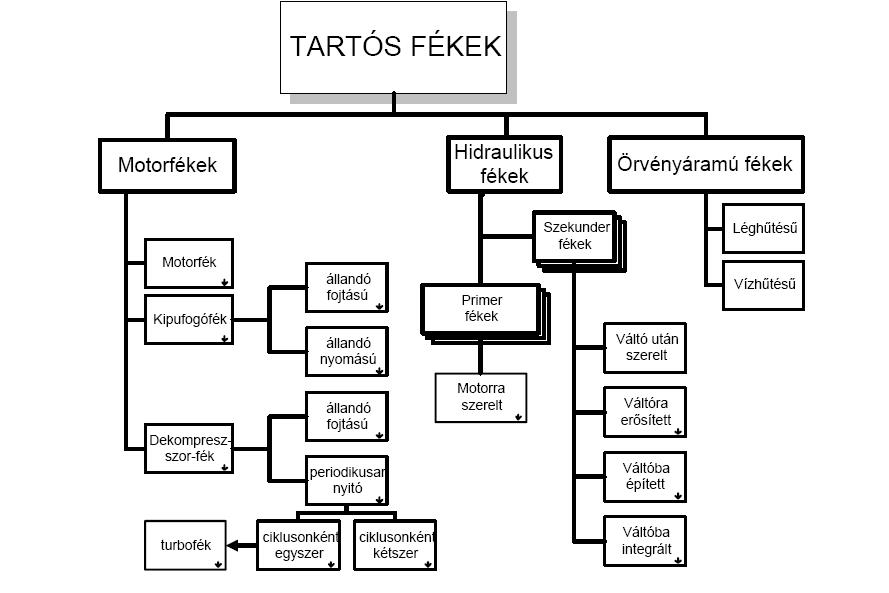 TARTÓS FÉKEK
Motorfékek
Hidraulikus
fékek
Örvényáramú fékek
Motorfék
Kipufogófék
állandó
fojtású
állandó
nyomású
Dekompresz-
szor-fék
állandó
fojtású
periodikusan
nyitó
ciklusonként
egyszer
ciklusonként
kétszer
turbofék
Szekunder
fékek
Primer
fékek
Motorra
szerelt
Váltó után
szerelt
Váltóra
erősített
Váltóba
épített
Váltóba
integrált
Léghűtésű
Vízhűtésű